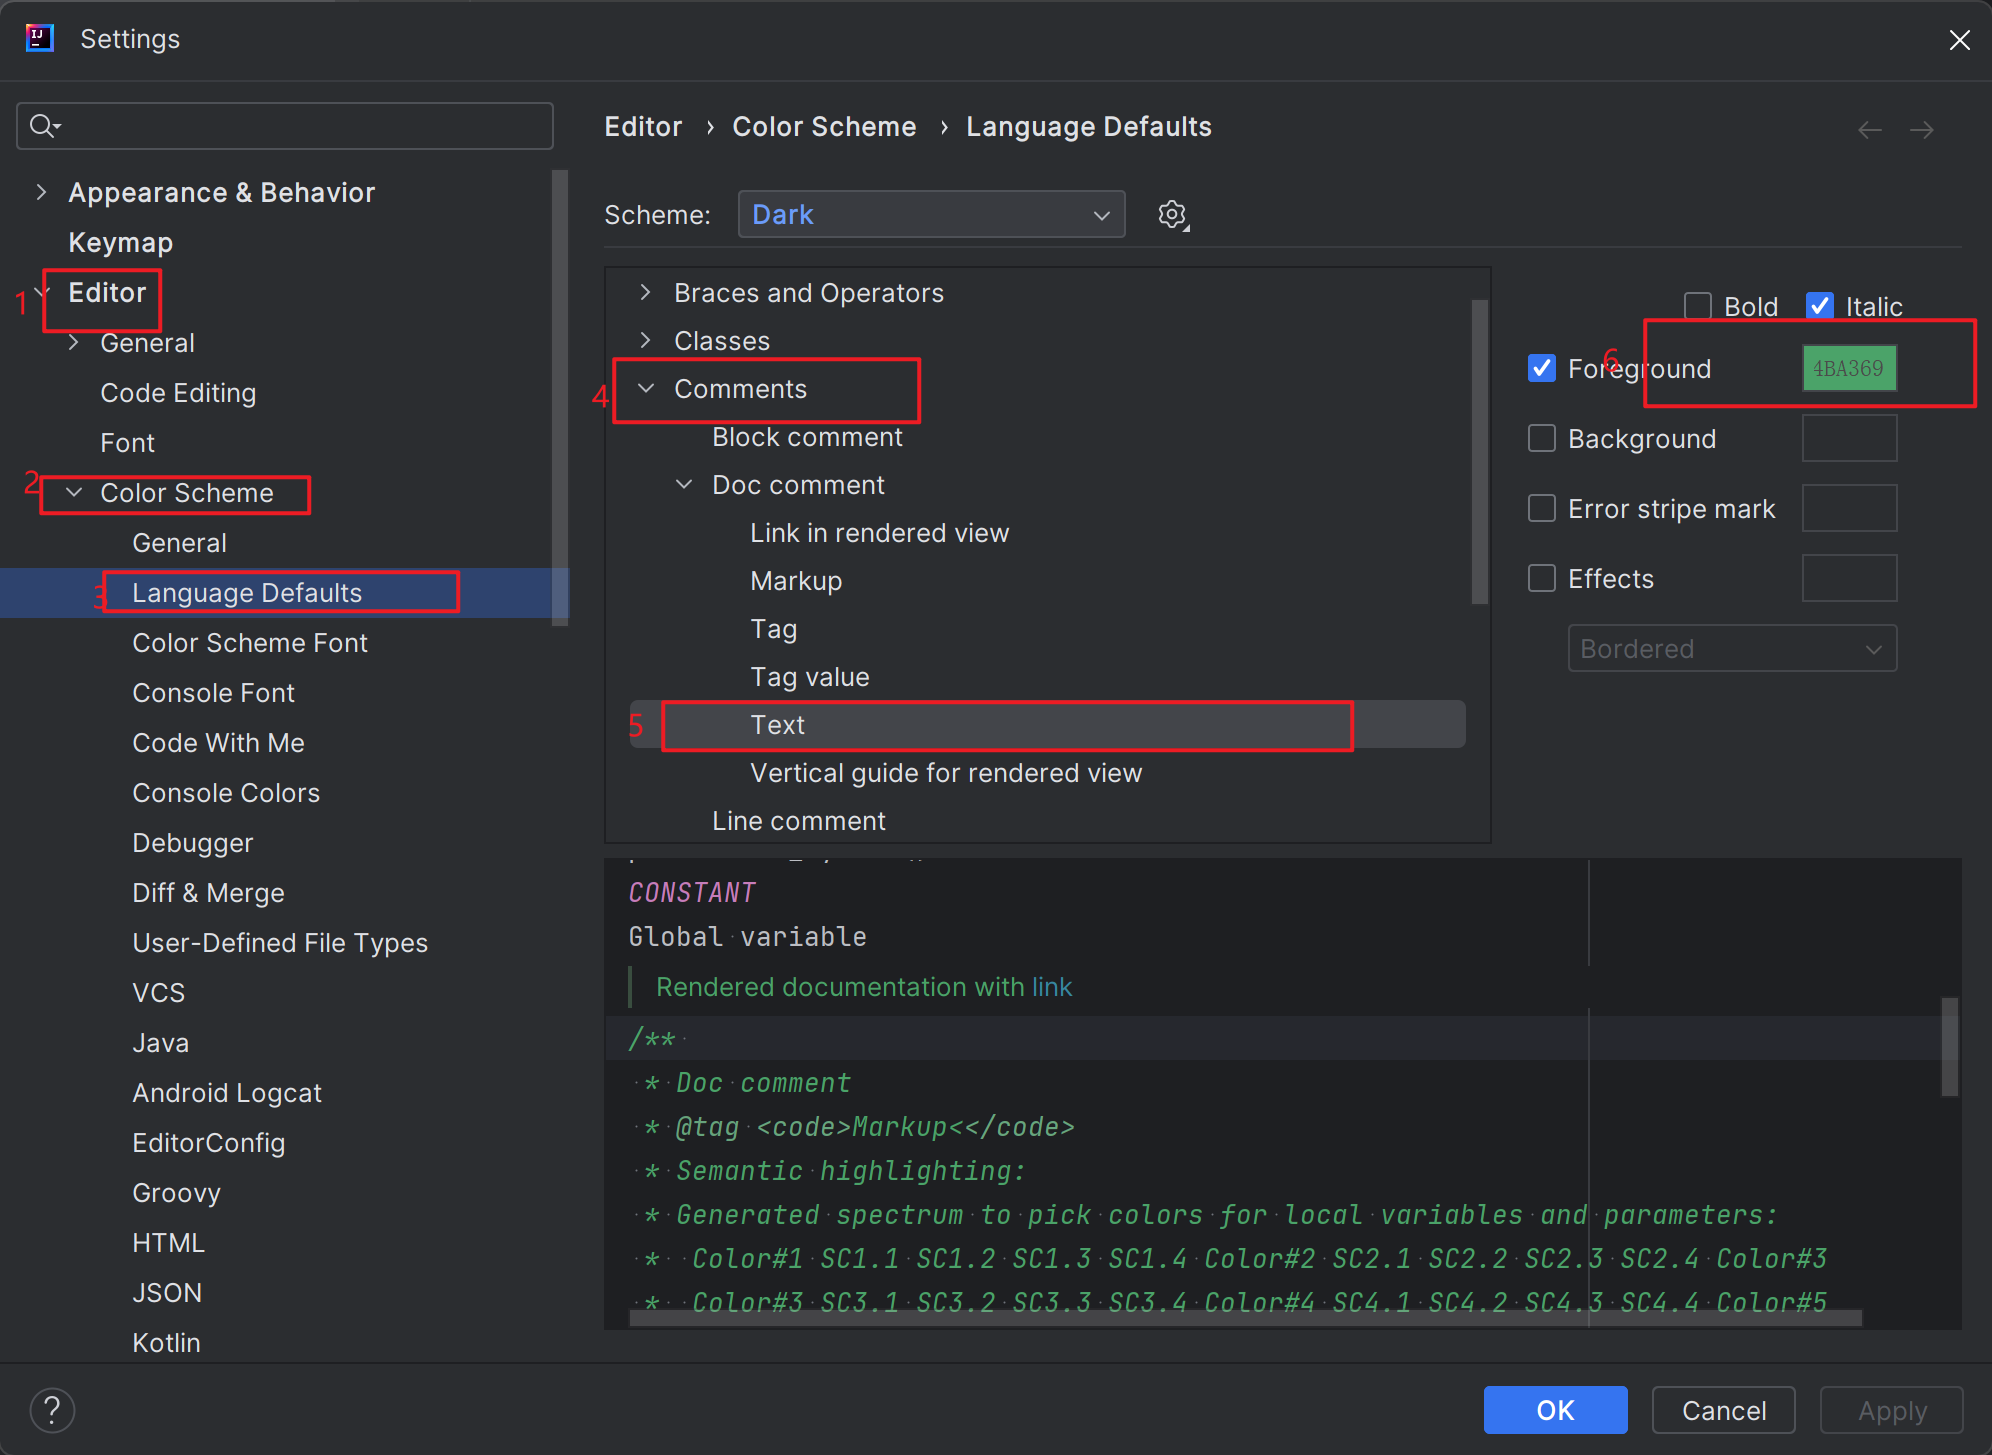 Settings
Editor › Color Scheme › Language Defaults
Appearance & Behavior
Keymap
1 Editor
General
Code Editing
Font
2 Color Scheme
General
3 Language Defaults
Color Scheme Font
Console Font
Code With Me
Console Colors
Debugger
Diff & Merge
User-Defined File Types
VCS
Java
Android Logcat
EditorConfig
Groovy
HTML
JSON
Kotlin
Scheme: Dark
Braces and Operators
Classes
4 Comments
Block comment
Doc comment
Link in rendered view
Markup
Tag
Tag value
5 Text
Vertical guide for rendered view
Line comment
Bold Italic
6 Foreground 4BA369
Background
Error stripe mark
Effects
Bordered
CONSTANT
Global variable
Rendered documentation with link
/**
* Doc comment
* @tag <code>Markup<</code>
* Semantic highlighting:
* Generated spectrum to pick colors for local variables and parameters:
* Color#1 SC1.1 SC1.2 SC1.3 SC1.4 Color#2 SC2.1 SC2.2 SC2.3 SC2.4 Color#3
* Color#3 SC3.1 SC3.2 SC3.3 SC3.4 Color#4 SC4.1 SC4.2 SC4.3 SC4.4 Color#5
? OK Cancel Apply